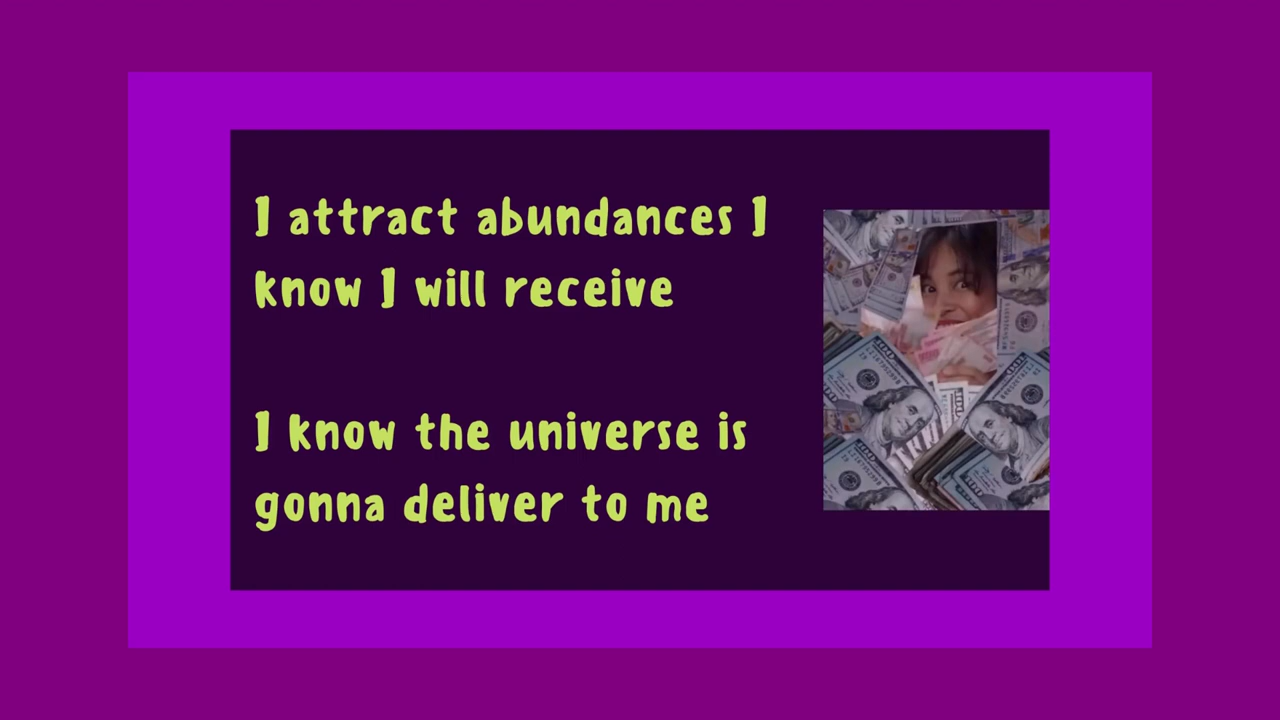 I attract abundances I
know I will receive
I know the universe is
gonna deliver to me